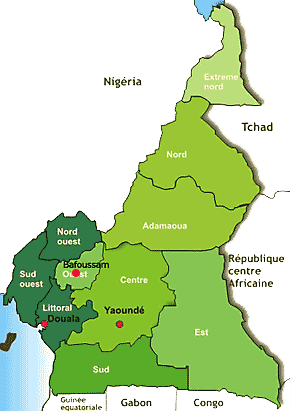 Extreme
nord
Nigéria
Tchad
Nord
Adamaoua
Nord
ouest
Bafoussam
Ouest
République
centre
Africaine
Sud
ouest
Centre
Littoral
Douala
Yaoundé
Est
Sud
Guinée
équatoriale
Gabon
Congo